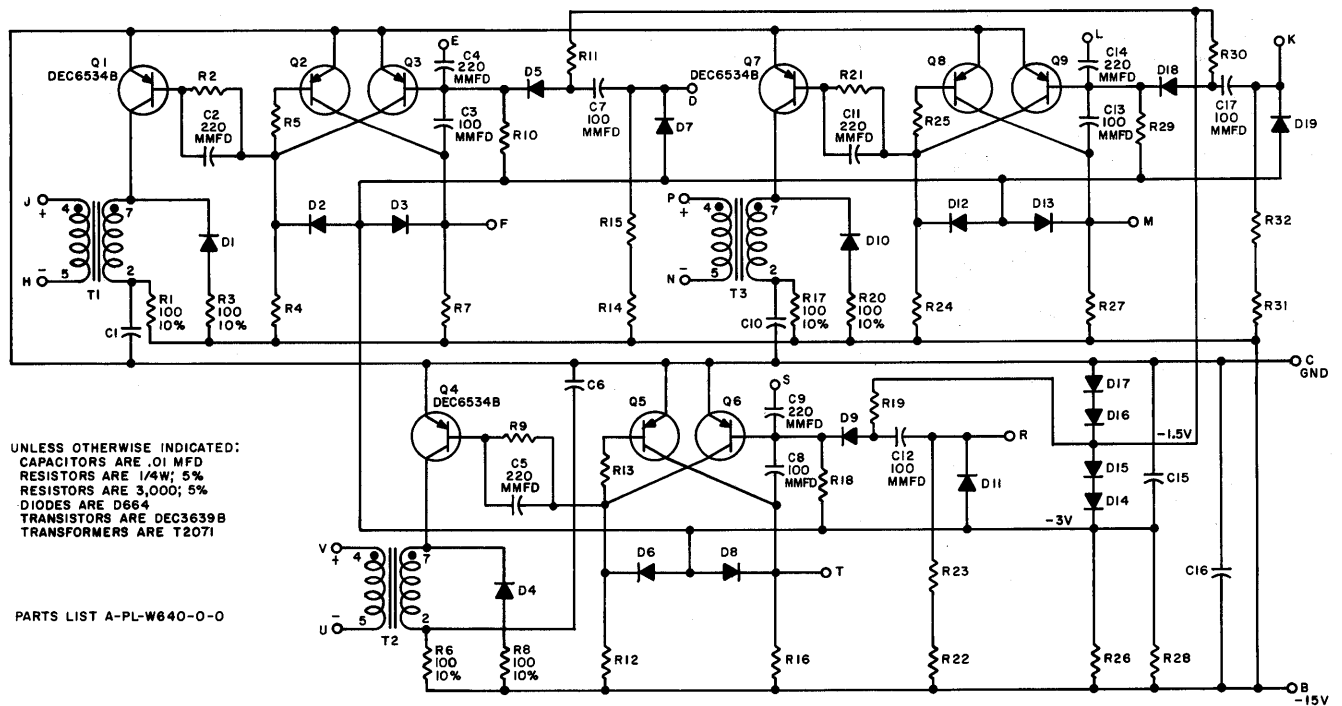 Q1
DEC6534B
R2
C2
220
MMFD
Q2
Q3
E
C4
220
MMFD
C3
100
MMFD
D5
R11
C7
100
MMFD
D
D7
R5
R10
Q7
DEC6534B
R21
C11
220
MMFD
Q8
Q9
L
C14
220
MMFD
C13
100
MMFD
D18
R30
C17
100
MMFD
K
D19
R25
R29
J
+
4
7
5
2
H
–
T1
D1
D2
D3
F
R15
P
+
4
7
5
2
N
–
T3
D10
D12
D13
M
R32
C1
R1
100
10%
R3
100
10%
R4
R7
R14
C10
R17
100
10%
R20
100
10%
R24
R27
R31
C
GND
Q4
DEC6534B
R9
C5
220
MMFD
C6
Q5
Q6
S
C9
220
MMFD
C8
100
MMFD
D9
R19
C12
100
MMFD
R
R13
R18
D11
D17
D16
-1.5V
D15
D14
C15
-3V
C16
UNLESS OTHERWISE INDICATED:
CAPACITORS ARE .01 MFD
RESISTORS ARE 1/4W; 5%
RESISTORS ARE 3,000; 5%
DIODES ARE D664
TRANSISTORS ARE DEC3639B
TRANSFORMERS ARE T2071
V
+
4
7
5
2
U
–
T2
D4
D6
D8
T
R23
PARTS LIST A-PL-W640-0-0
R6
100
10%
R8
100
10%
R12
R16
R22
R26
R28
B
-15V